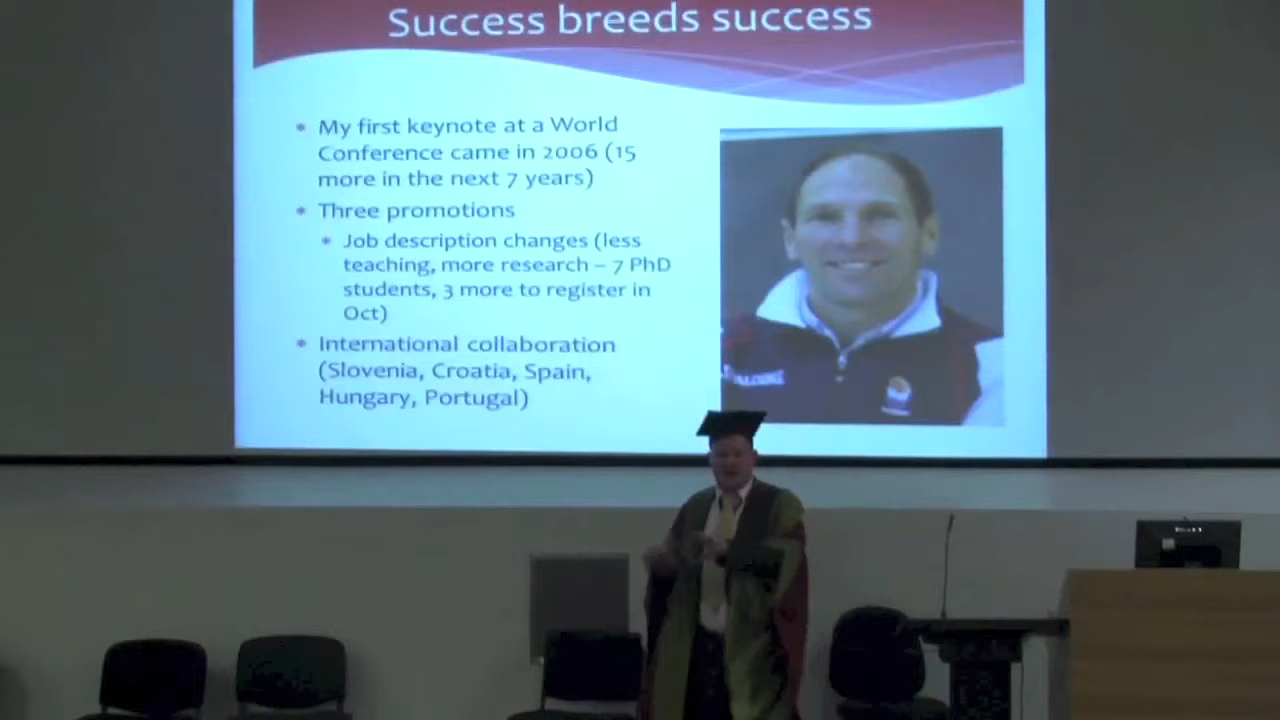 Success breeds success
My first keynote at a World
Conference came in 2006 (15
more in the next 7 years)
Three promotions
Job description changes (less
teaching, more research – 7 PhD
students, 3 more to register in
Oct)
International collaboration
(Slovenia, Croatia, Spain,
Hungary, Portugal)